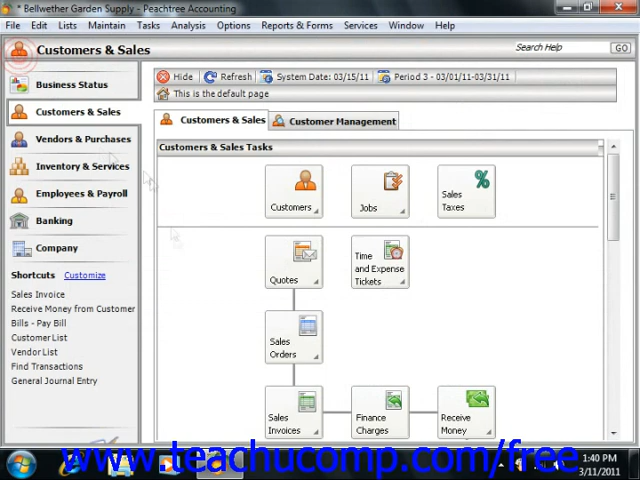 * Bellwether Garden Supply - Peachtree Accounting
File Edit Lists Maintain Tasks Analysis Options Reports & Forms Services Window Help
Customers & Sales
Search Help
GO
Business Status
Customers & Sales
Vendors & Purchases
Inventory & Services
Employees & Payroll
Banking
Company
Shortcuts Customize
Sales Invoice
Receive Money from Customer
Bills - Pay Bill
Customer List
Vendor List
Find Transactions
General Journal Entry
Hide Refresh System Date: 03/15/11 Period 3 - 03/01/11-03/31/11
This is the default page
Customers & Sales Customer Management
Customers & Sales Tasks
Customers
Jobs
Sales
Taxes
Quotes
Time
and Expense
Tickets
Sales
Orders
Sales
Invoices
Finance
Charges
Receive
Money
www.teachucomp.com/free
1:40 PM
3/11/2011